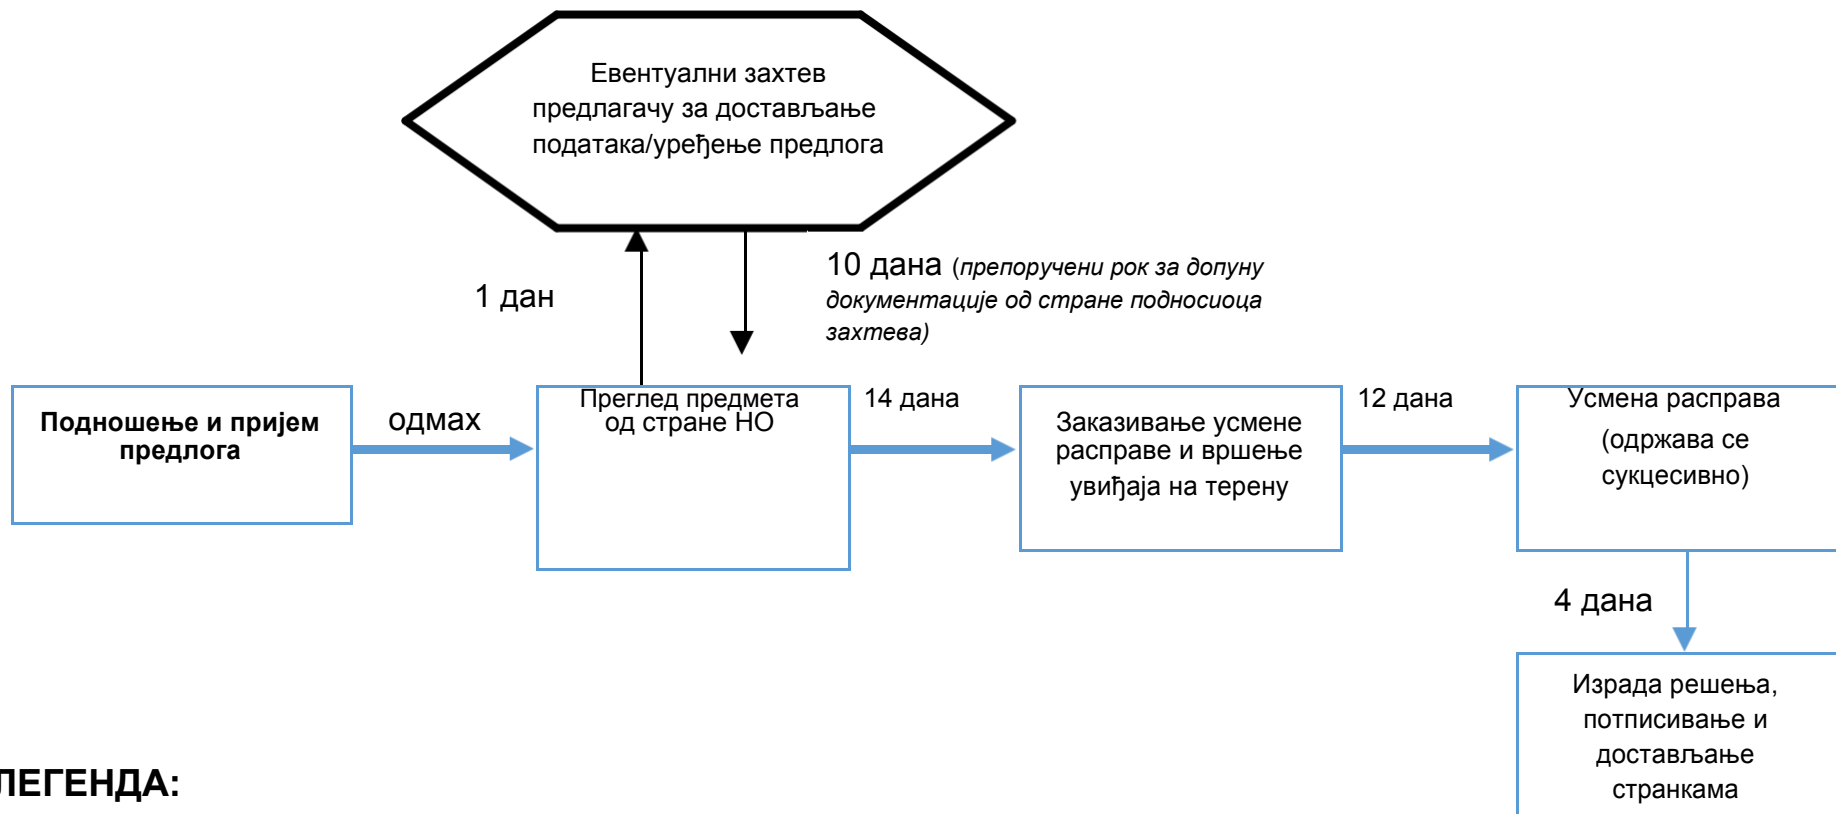 Евентуални захтев
предлагачу за достављање
података/уређење предлога
1 дан
10 дана (препоручени рок за допуну
документације од стране подносиоца
захтева)
Подношење и пријем
предлога
одмах
Преглед предмета
од стране НО
14 дана
Заказивање усмене
расправе и вршење
увиђаја на терену
12 дана
Усмена расправа
(одржава се
сукцесивно)
4 дана
Израда решења,
потписивање и
достављање
странкама
ЛЕГЕНДА: